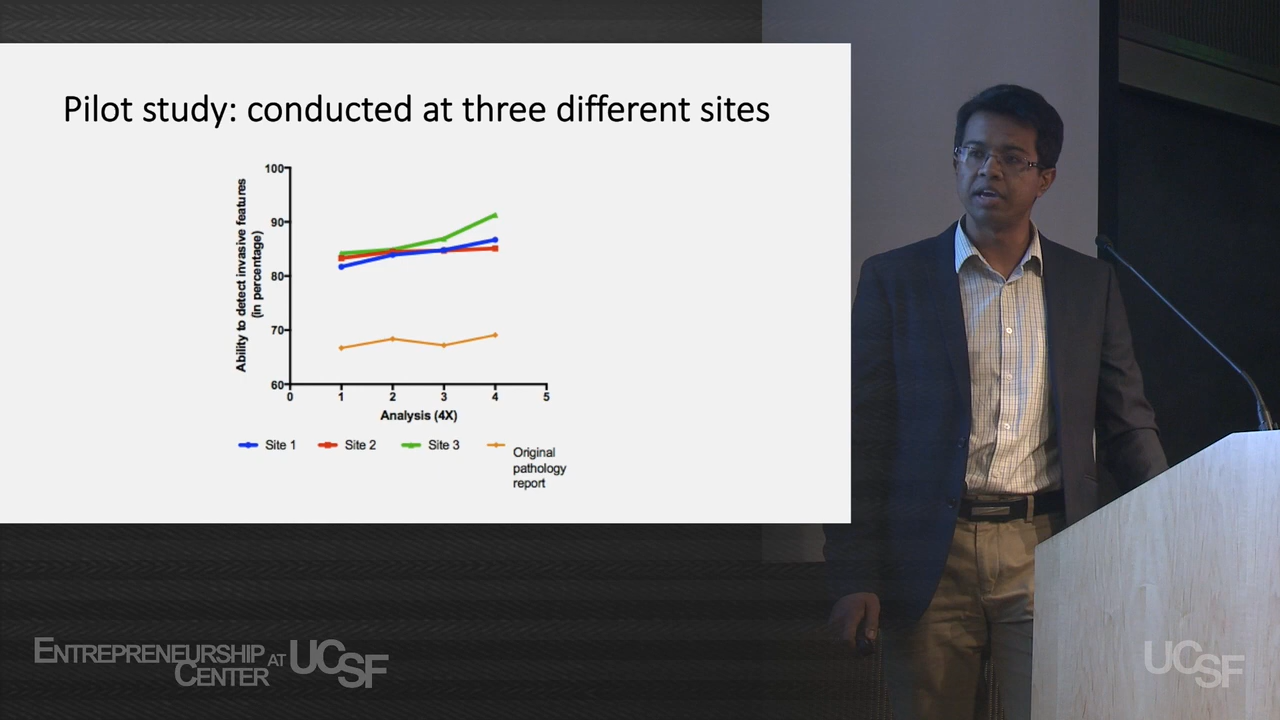 Pilot study: conducted at three different sites
Ability to detect invasive features
(in percentage)
100
90
80
70
60
0
1
2
3
4
5
Analysis (4X)
Site 1
Site 2
Site 3
Original
pathology
report
ENTREPRENEURSHIP
CENTER AT UCSF
UCSF